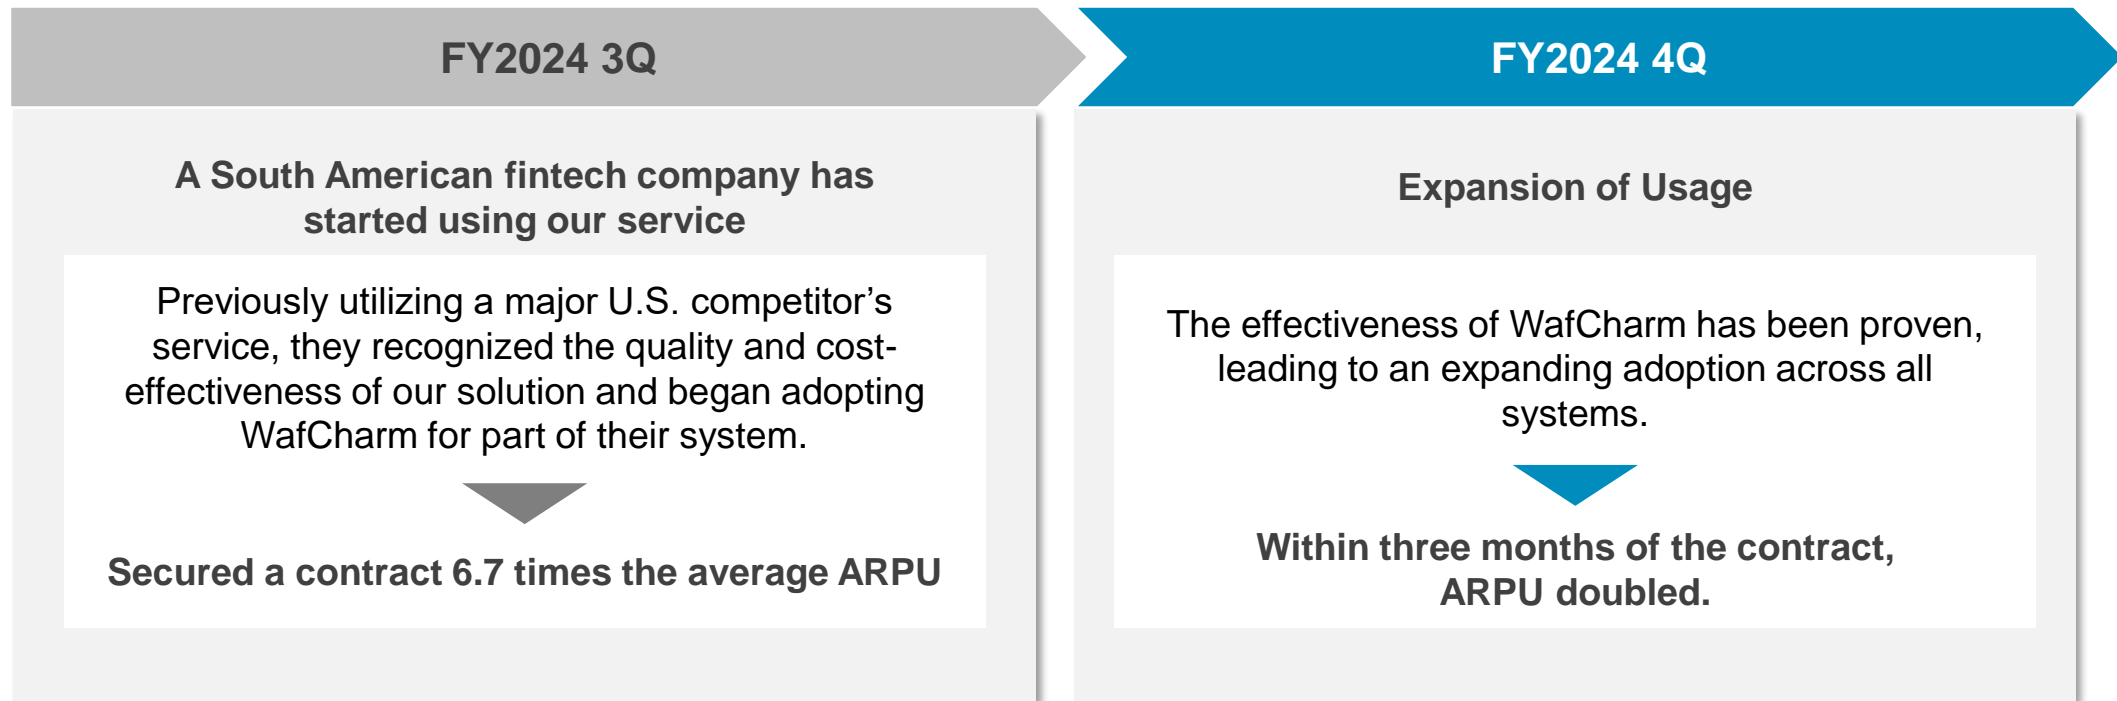 FY2024 3Q
A South American fintech company has
started using our service
Previously utilizing a major U.S. competitor’s
service, they recognized the quality and cost-
effectiveness of our solution and began adopting
WafCharm for part of their system.
Secured a contract 6.7 times the average ARPU
FY2024 4Q
Expansion of Usage
The effectiveness of WafCharm has been proven,
leading to an expanding adoption across all
systems.
Within three months of the contract,
ARPU doubled.